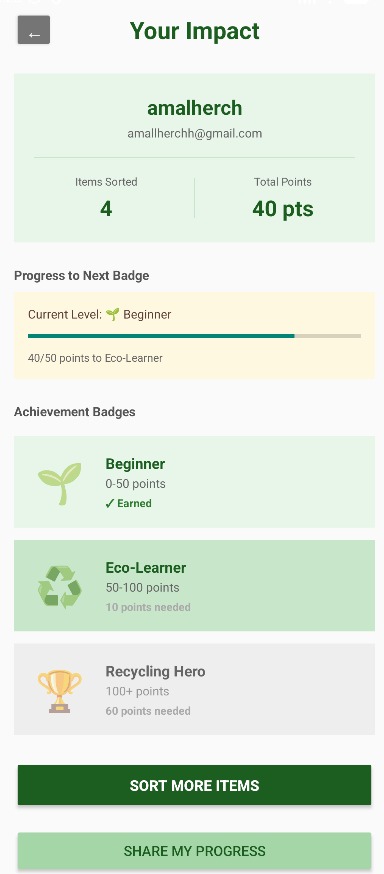 ←
Your Impact
amalherch
amallherchh@gmail.com
Items Sorted
4
Total Points
40 pts
Progress to Next Badge
Current Level: 🌱 Beginner
40/50 points to Eco-Learner
Achievement Badges
Beginner
0-50 points
✓ Earned
Eco-Learner
50-100 points
10 points needed
Recycling Hero
100+ points
60 points needed
SORT MORE ITEMS
SHARE MY PROGRESS